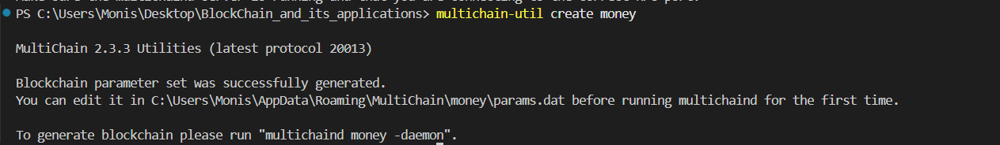 PS C:\Users\Monis\Desktop\BlockChain_and_its_applications> multichain-util create money
MultiChain 2.3.3 Utilities (latest protocol 20013)
Blockchain parameter set was successfully generated.
You can edit it in C:\Users\Monis\AppData\Roaming\MultiChain\money\params.dat before running multichaind for the first time.
To generate blockchain please run "multichaind money -daemon".